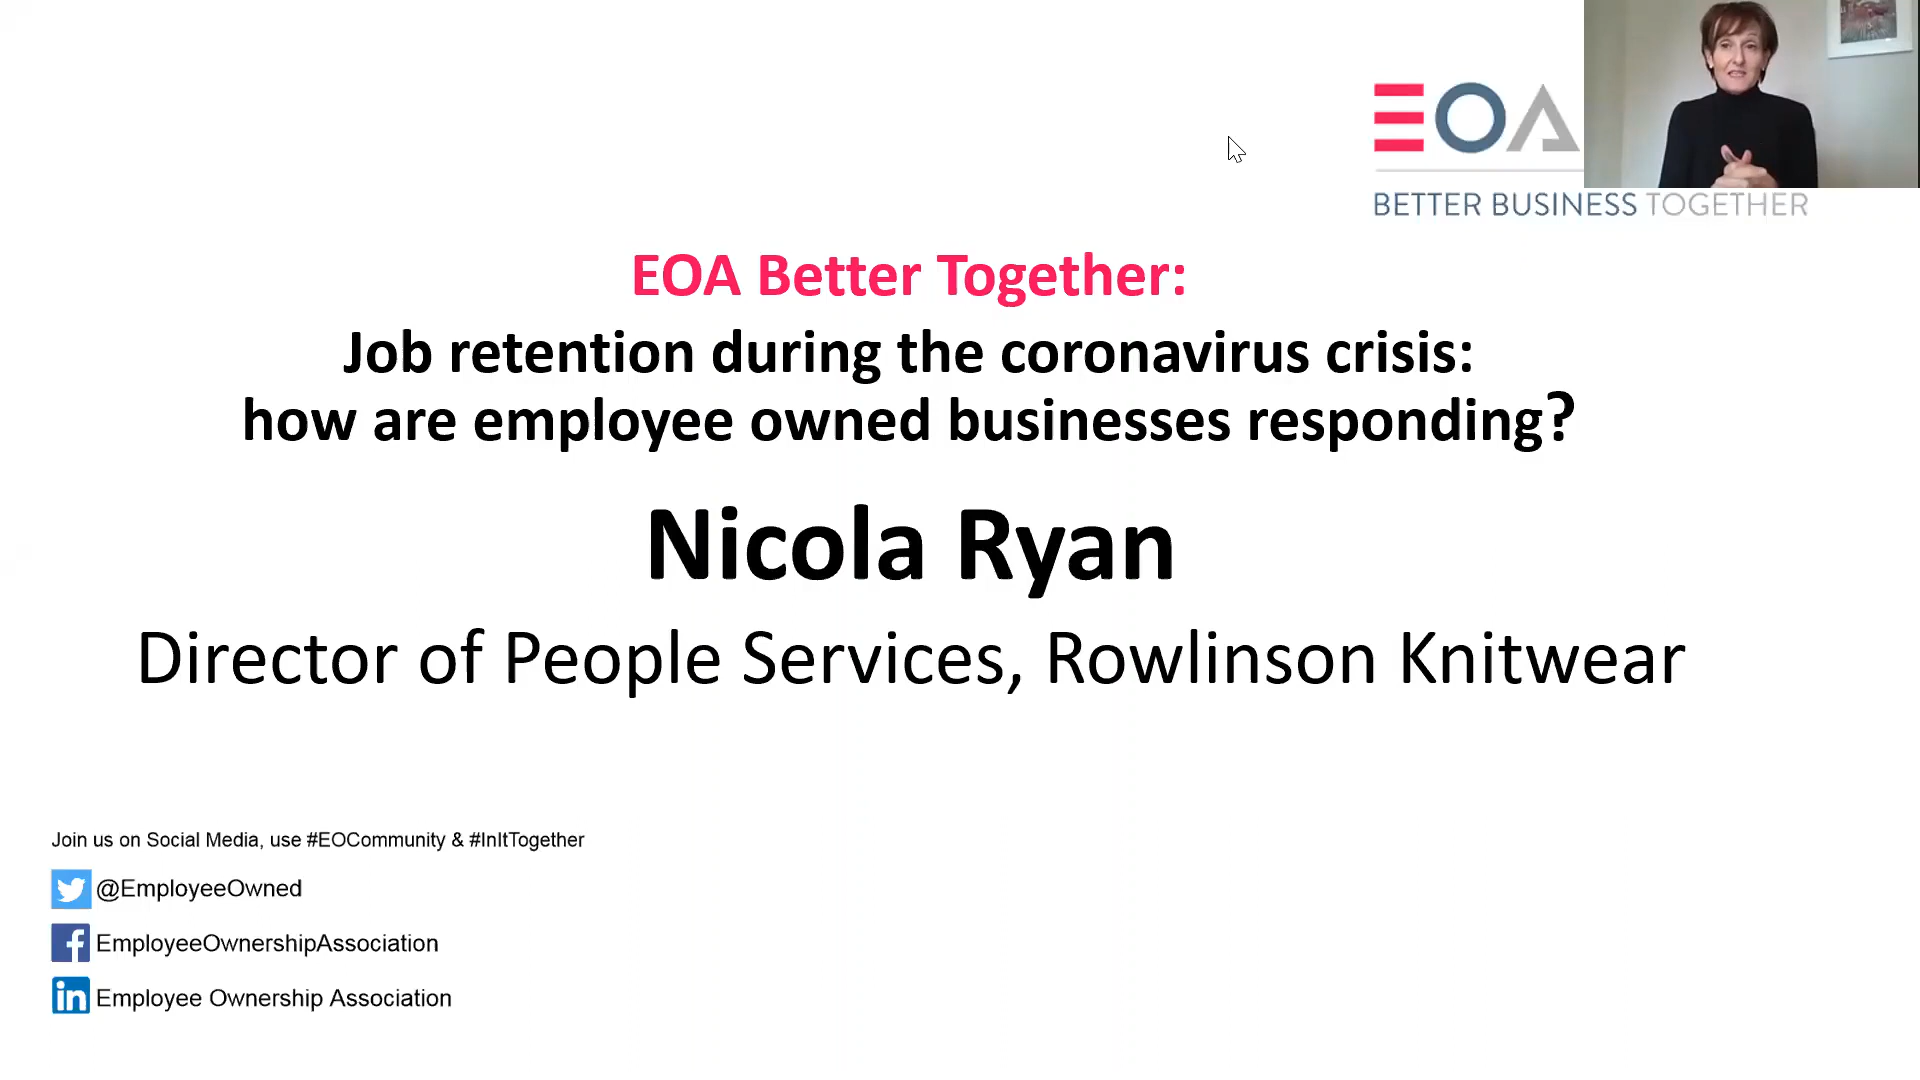 EOA
BETTER BUSINESS TOGETHER
EOA Better Together:
Job retention during the coronavirus crisis:
how are employee owned businesses responding?
Nicola Ryan
Director of People Services, Rowlinson Knitwear
Join us on Social Media, use #EOCommunity & #InItTogether
@EmployeeOwned
EmployeeOwnershipAssociation
in Employee Ownership Association